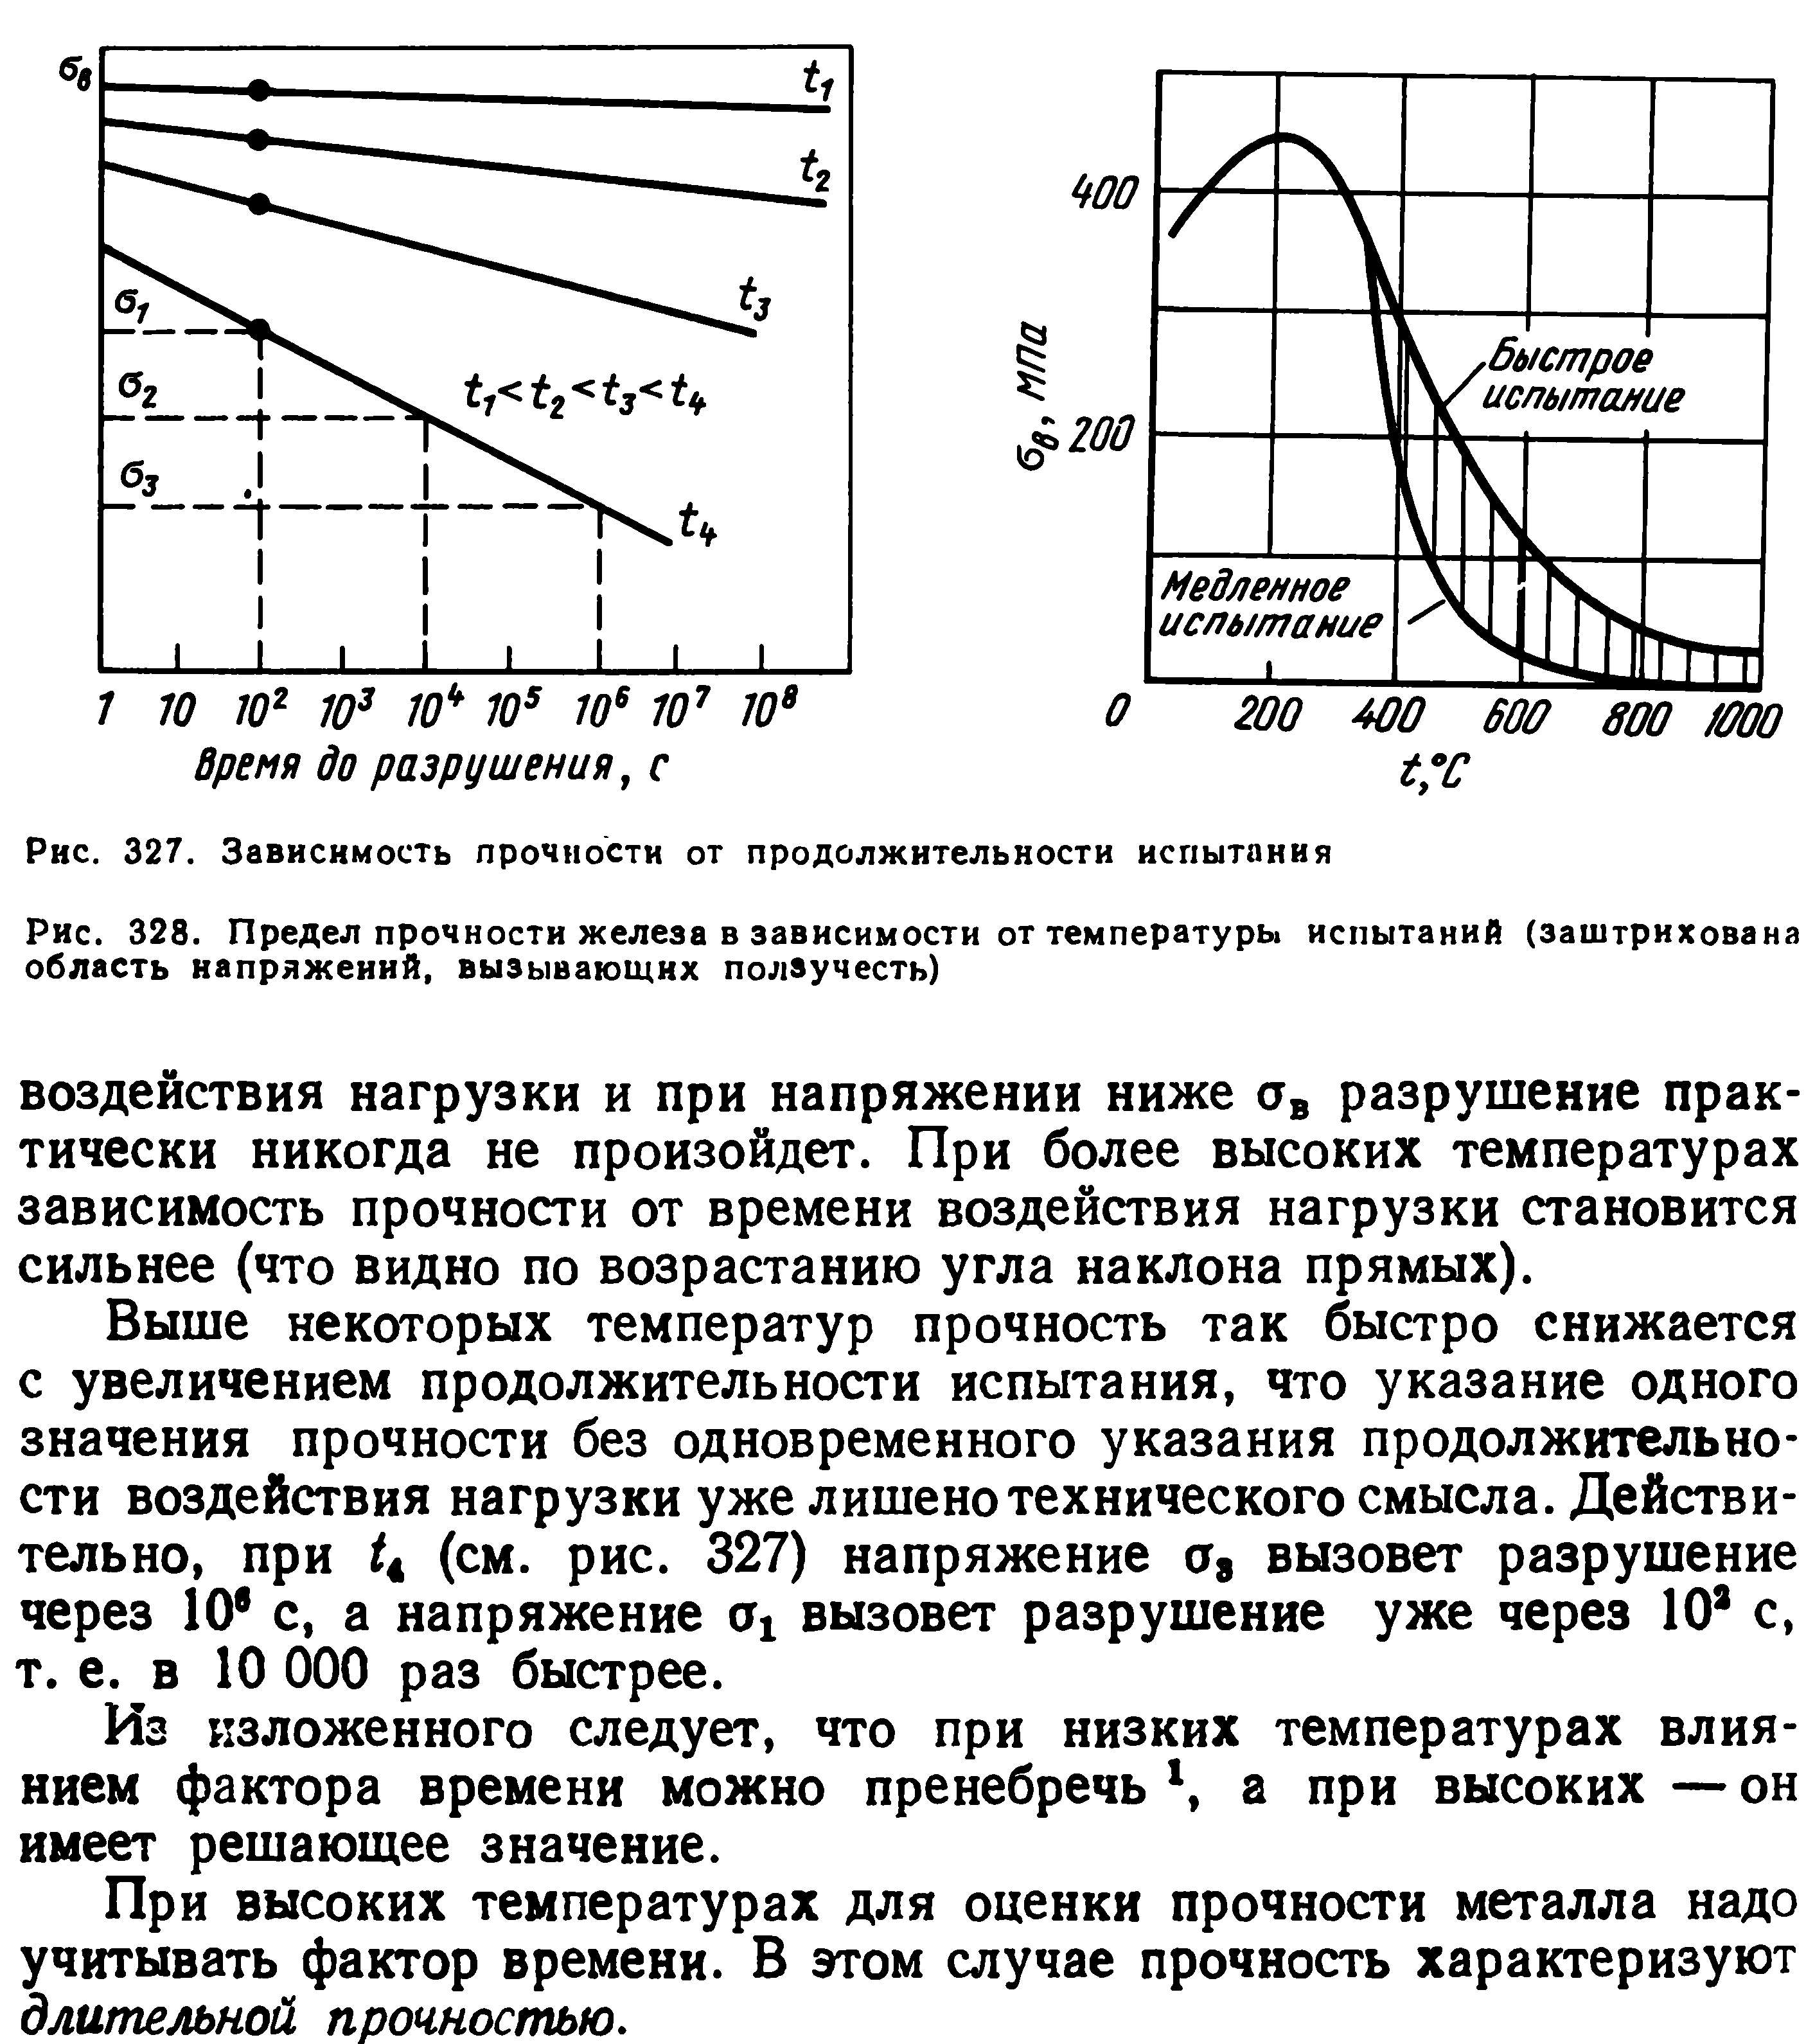 σв
t1
t2
t3
σ1
σ2
t1<t2<t3<t4
σ3
t4
1 10 10² 10³ 10⁴ 10⁵ 10⁶ 10⁷ 10⁸
Время до разрушения, с
400
200
σв, МПа
Быстрое
испытание
Медленное
испытание
0 200 400 600 800 1000
t,°С
Рис. 327. Зависимость прочности от продолжительности испытания
Рис. 328. Предел прочности железа в зависимости от температуры испытаний (заштрихована
область напряжений, вызывающих ползучесть)
воздействия нагрузки и при напряжении ниже σв разрушение прак-
тически никогда не произойдет. При более высоких температурах
зависимость прочности от времени воздействия нагрузки становится
сильнее (что видно по возрастанию угла наклона прямых).
Выше некоторых температур прочность так быстро снижается
с увеличением продолжительности испытания, что указание одного
значения прочности без одновременного указания продолжительно-
сти воздействия нагрузки уже лишено технического смысла. Действи-
тельно, при t4 (см. рис. 327) напряжение σ3 вызовет разрушение
через 10⁶ с, а напряжение σ1 вызовет разрушение уже через 10² с,
т. е. в 10 000 раз быстрее.
Из изложенного следует, что при низких температурах влия-
нием фактора времени можно пренебречь ¹, а при высоких — он
имеет решающее значение.
При высоких температурах для оценки прочности металла надо
учитывать фактор времени. В этом случае прочность характеризуют
длительной прочностью.